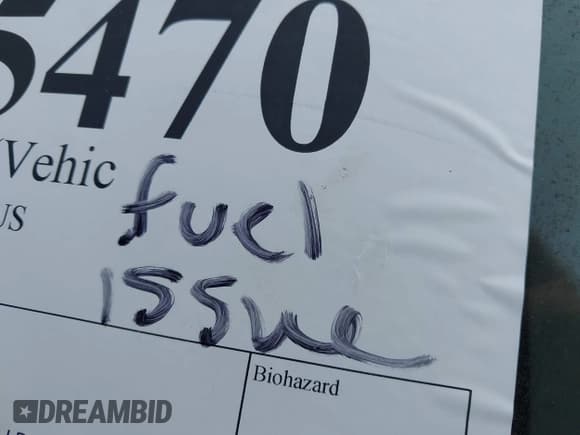 5470
Vehic
US
fuel
issue
Biohazard
DREAMBID